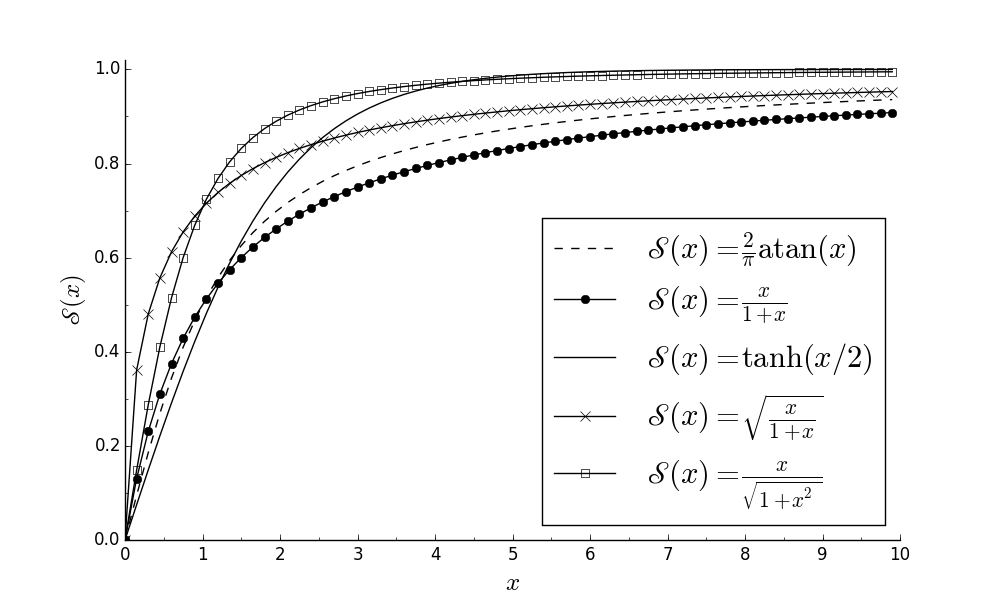 1.0
0.8
0.6
0.4
0.2
0.0
𝒮(x)
0 1 2 3 4 5 6 7 8 9 10
x
𝒮(x) = 2/π atan(x)
𝒮(x) = x/(1+x)
𝒮(x) = tanh(x/2)
𝒮(x) = √(x/(1+x))
𝒮(x) = x/√(1+x²)